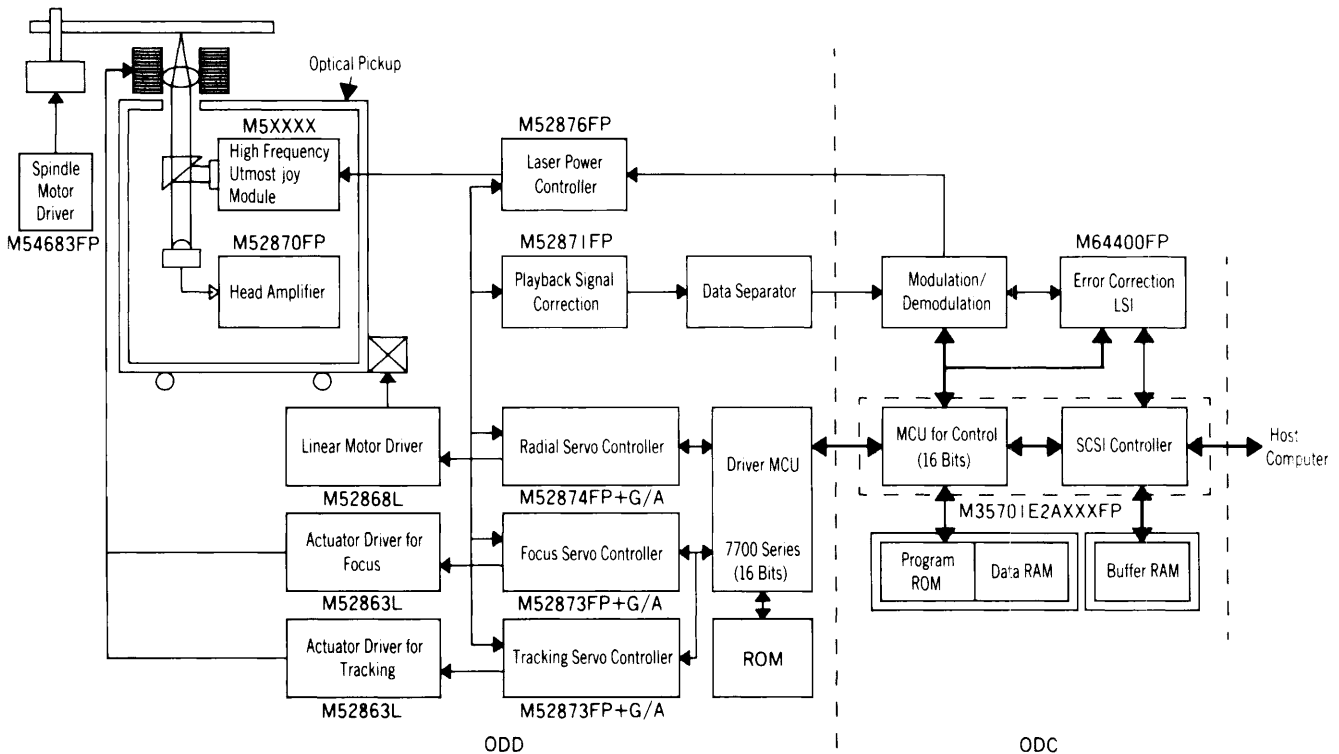 Optical Pickup
M5XXXX
High Frequency
Utmost joy
Module
M52870FP
Head Amplifier
Spindle
Motor
Driver
M54683FP
M52876FP
Laser Power
Controller
M52871FP
Playback Signal
Correction
Data Separator
Modulation/
Demodulation
M64400FP
Error Correction
LSI
Linear Motor Driver
M52868L
Radial Servo Controller
M52874FP+G/A
Driver MCU
7700 Series
(16 Bits)
MCU for Control
(16 Bits)
SCSI Controller
Host
Computer
M35701E2AXXXFP
Actuator Driver for
Focus
M52863L
Focus Servo Controller
M52873FP+G/A
Program
ROM
Data RAM
Buffer RAM
Actuator Driver for
Tracking
M52863L
Tracking Servo Controller
M52873FP+G/A
ROM
ODD
ODC